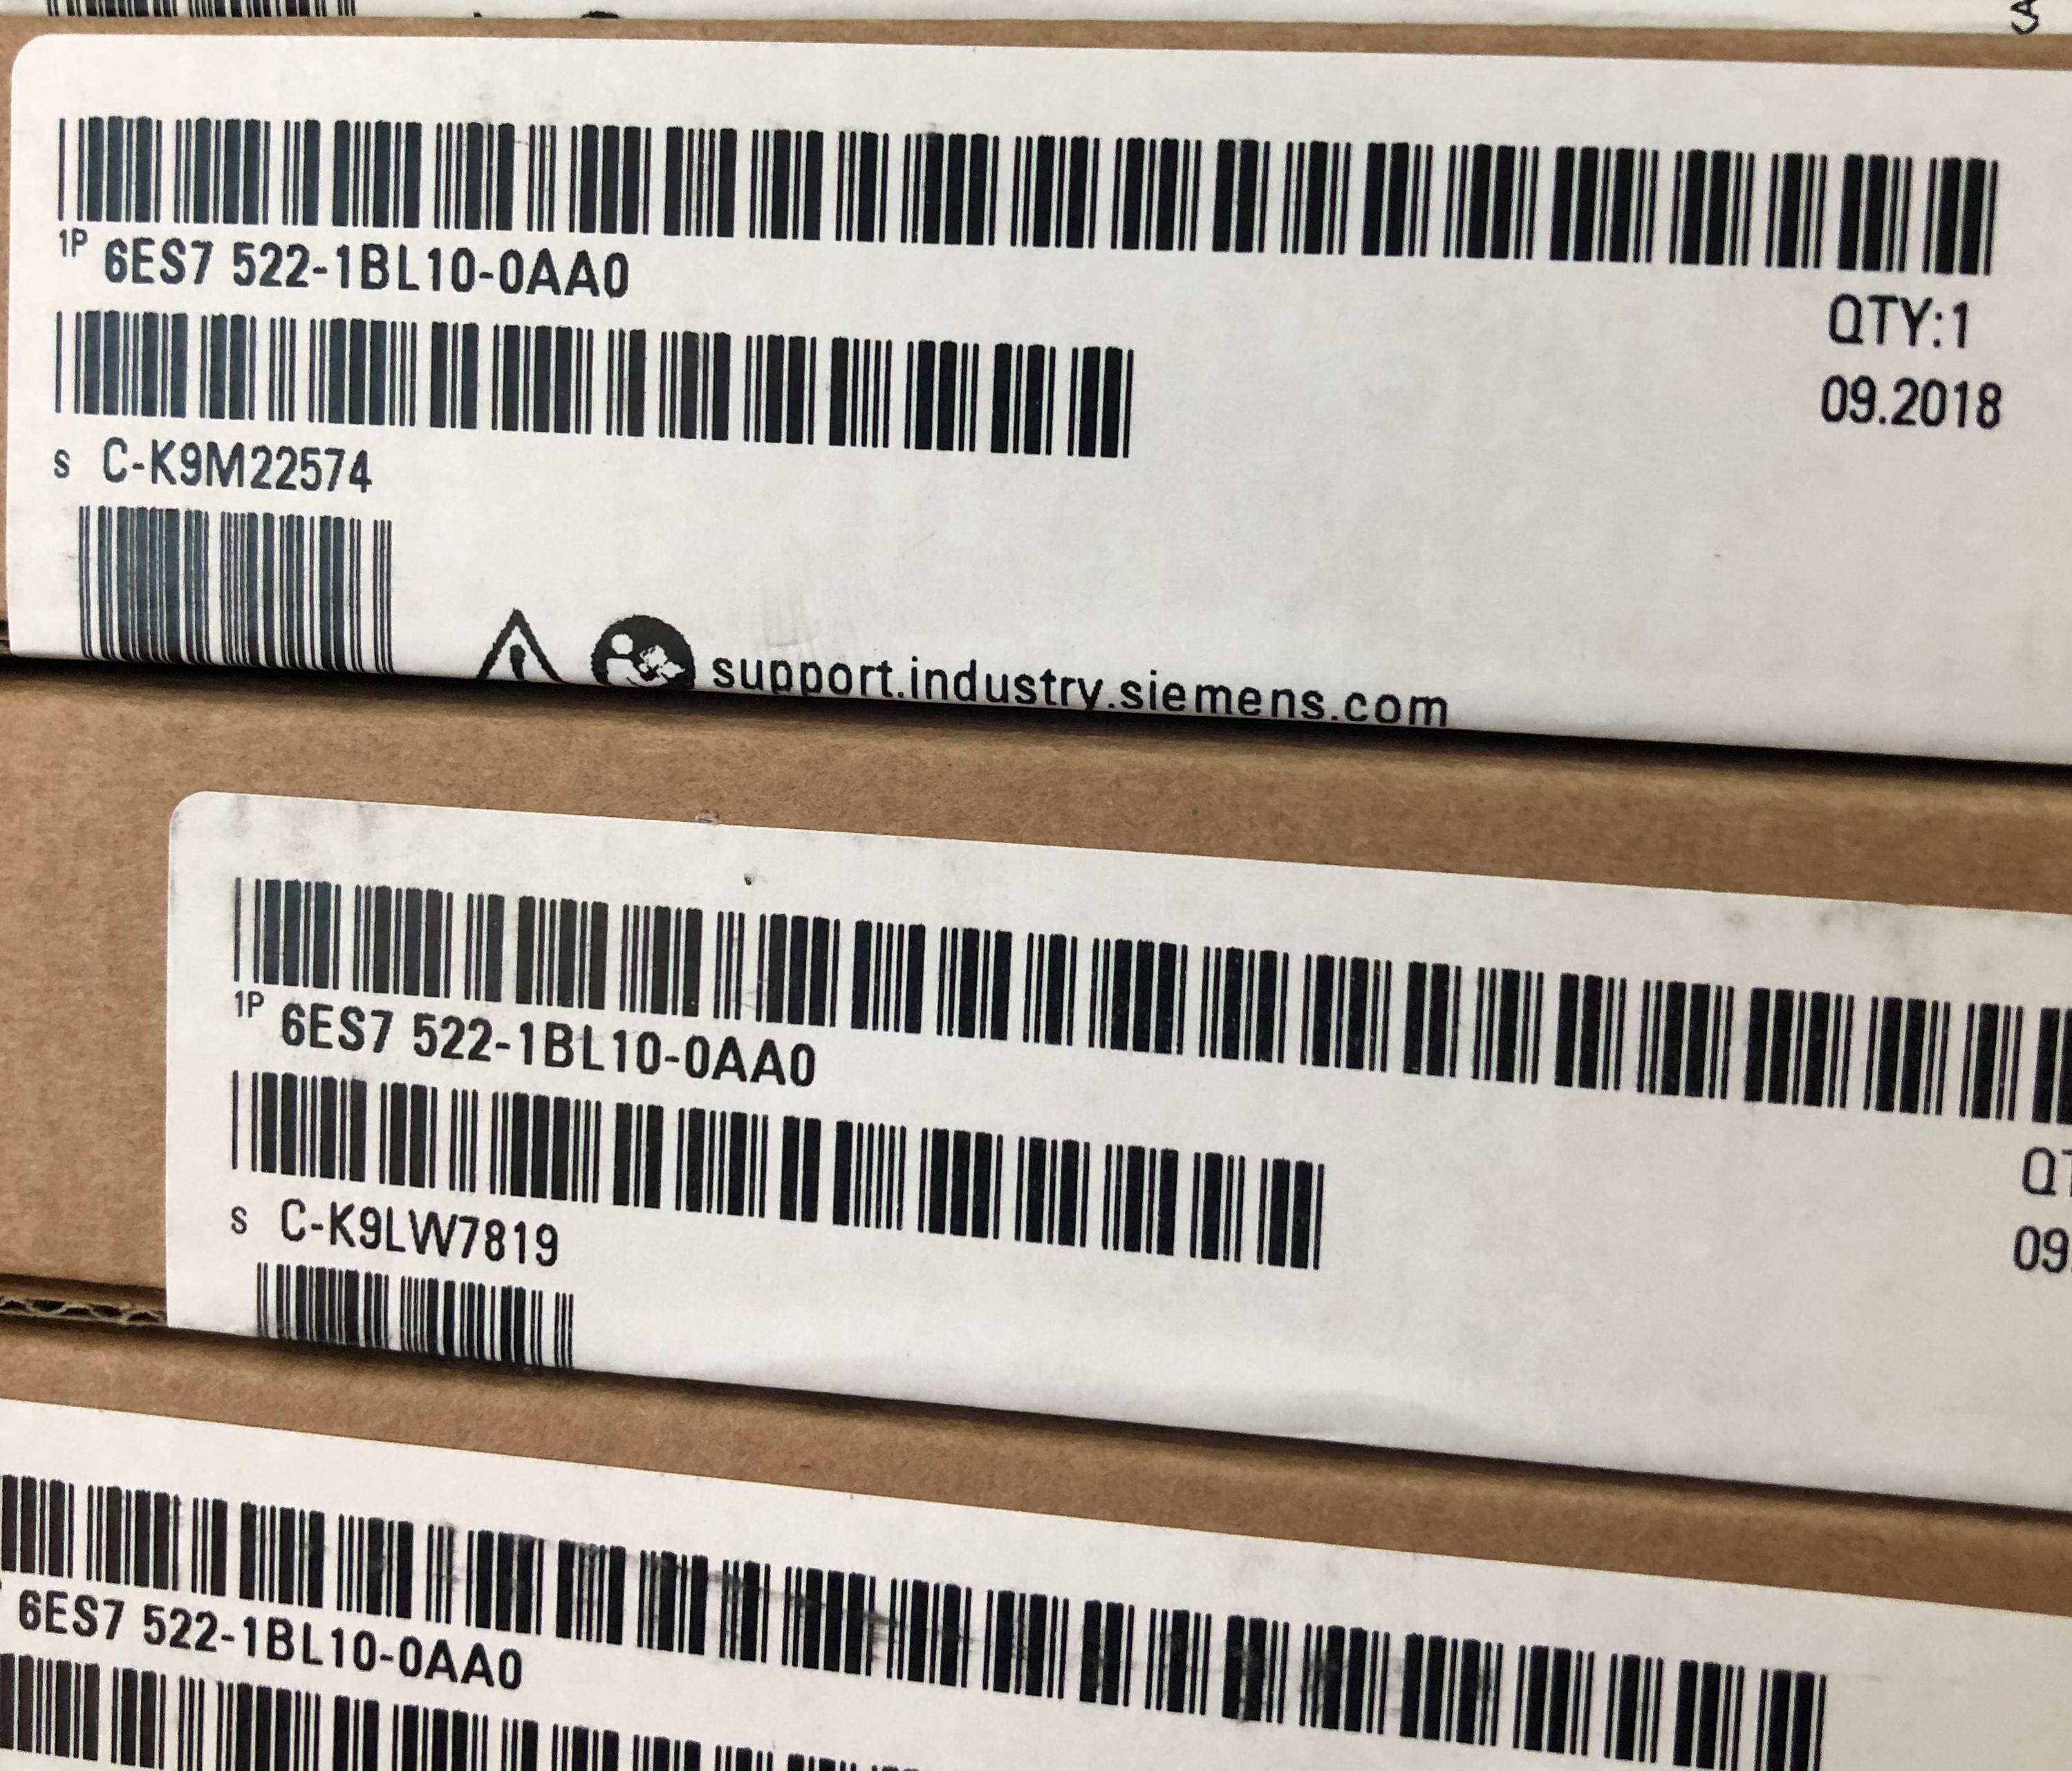 1P 6ES7 522-1BL10-0AA0
QTY:1
09.2018
S C-K9M22574
support.industry.siemens.com
1P 6ES7 522-1BL10-0AA0
QT
09.
S C-K9LW7819
6ES7 522-1BL10-0AA0